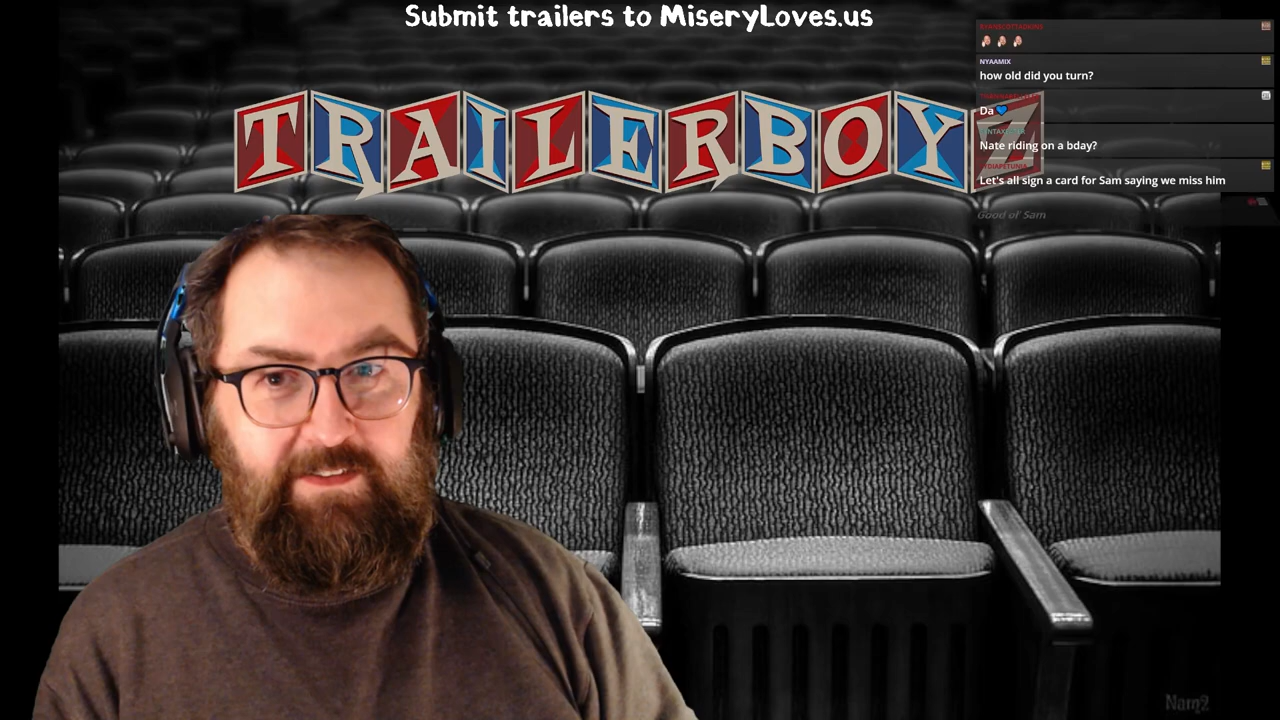 Submit trailers to MiseryLoves.us
TRAILERBOYZ
NYAAMIX
how old did you turn?
Da💙
Nate riding on a bday?
Let's all sign a card for Sam saying we miss him
Good ol' Sam